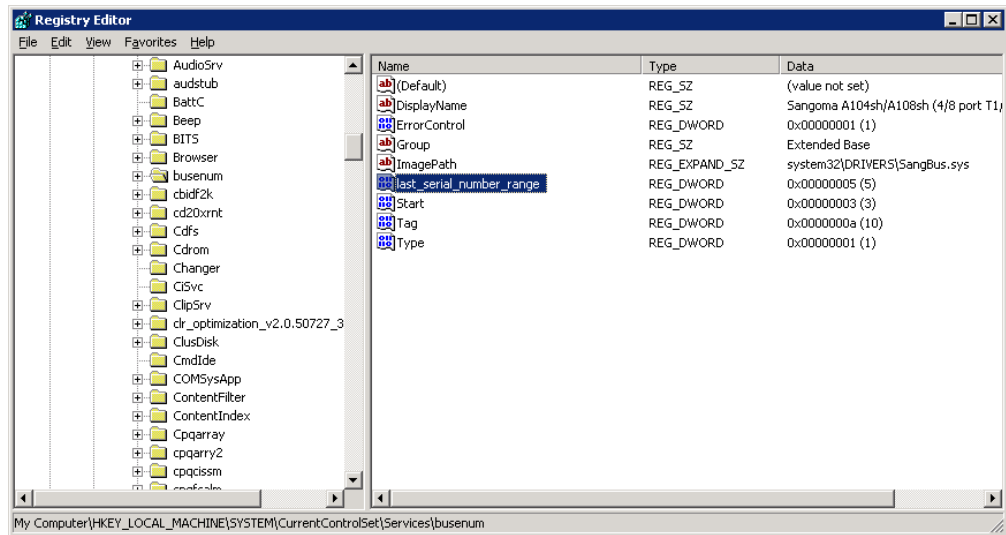 Registry Editor
File Edit View Favorites Help
AudioSrv
audstub
BattC
Beep
BITS
Browser
busenum
cbidf2k
cd20xrnt
Cdfs
Cdrom
Changer
CiSvc
ClipSrv
clr_optimization_v2.0.50727_3
ClusDisk
CmdIde
COMSysApp
ContentFilter
ContentIndex
Cpqarray
cpqarry2
cpqcissm
Name Type Data
(Default) REG_SZ (value not set)
DisplayName REG_SZ Sangoma A104sh/A108sh (4/8 port T1/
ErrorControl REG_DWORD 0x00000001 (1)
Group REG_SZ Extended Base
ImagePath REG_EXPAND_SZ system32\DRIVERS\SangBus.sys
last_serial_number_range REG_DWORD 0x00000005 (5)
Start REG_DWORD 0x00000003 (3)
Tag REG_DWORD 0x0000000a (10)
Type REG_DWORD 0x00000001 (1)
My Computer\HKEY_LOCAL_MACHINE\SYSTEM\CurrentControlSet\Services\busenum